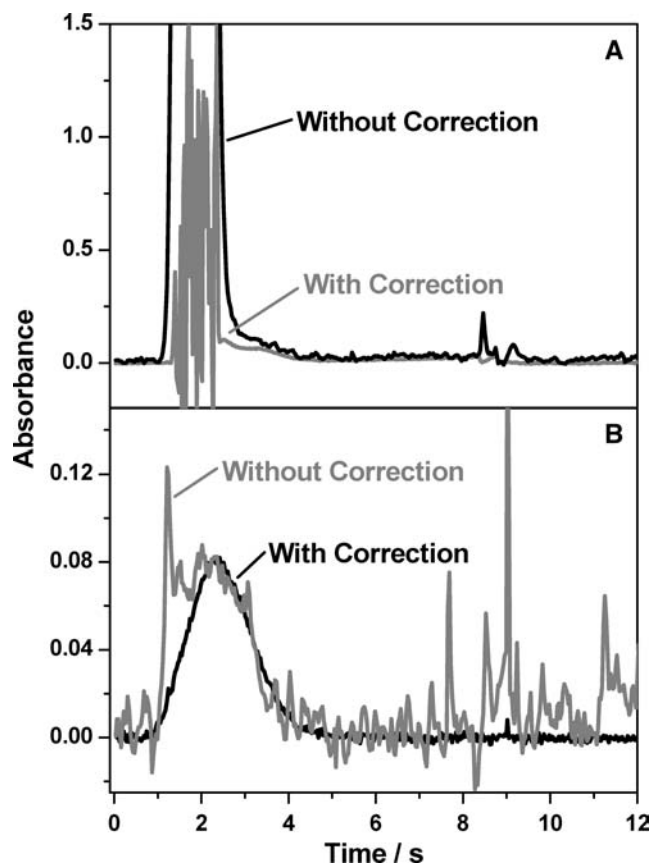 A
1.5
Without Correction
1.0
0.5
With Correction
0.0
Absorbance
B
0.12
Without Correction
With Correction
0.08
0.04
0.00
0 2 4 6 8 10 12
Time / s